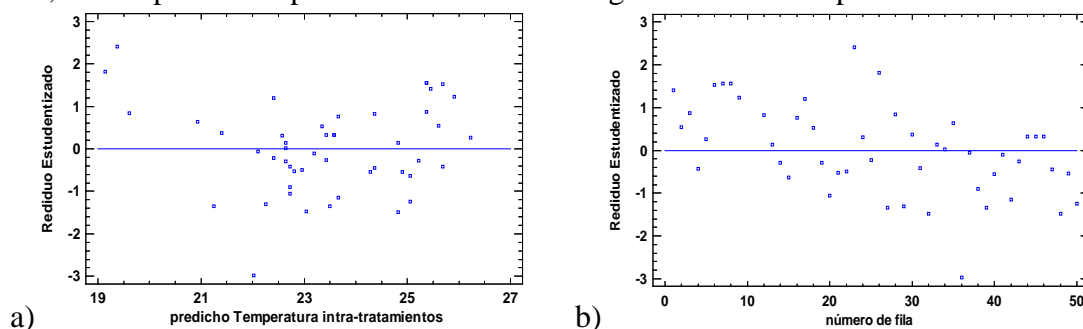 3
2
1
0
-1
-2
-3
Rediduo Estudentizado
19 21 23 25 27
predicho Temperatura intra-tratamientos
a)
3
2
1
0
-1
-2
-3
Rediduo Estudentizado
0 10 20 30 40 50
número de fila
b)